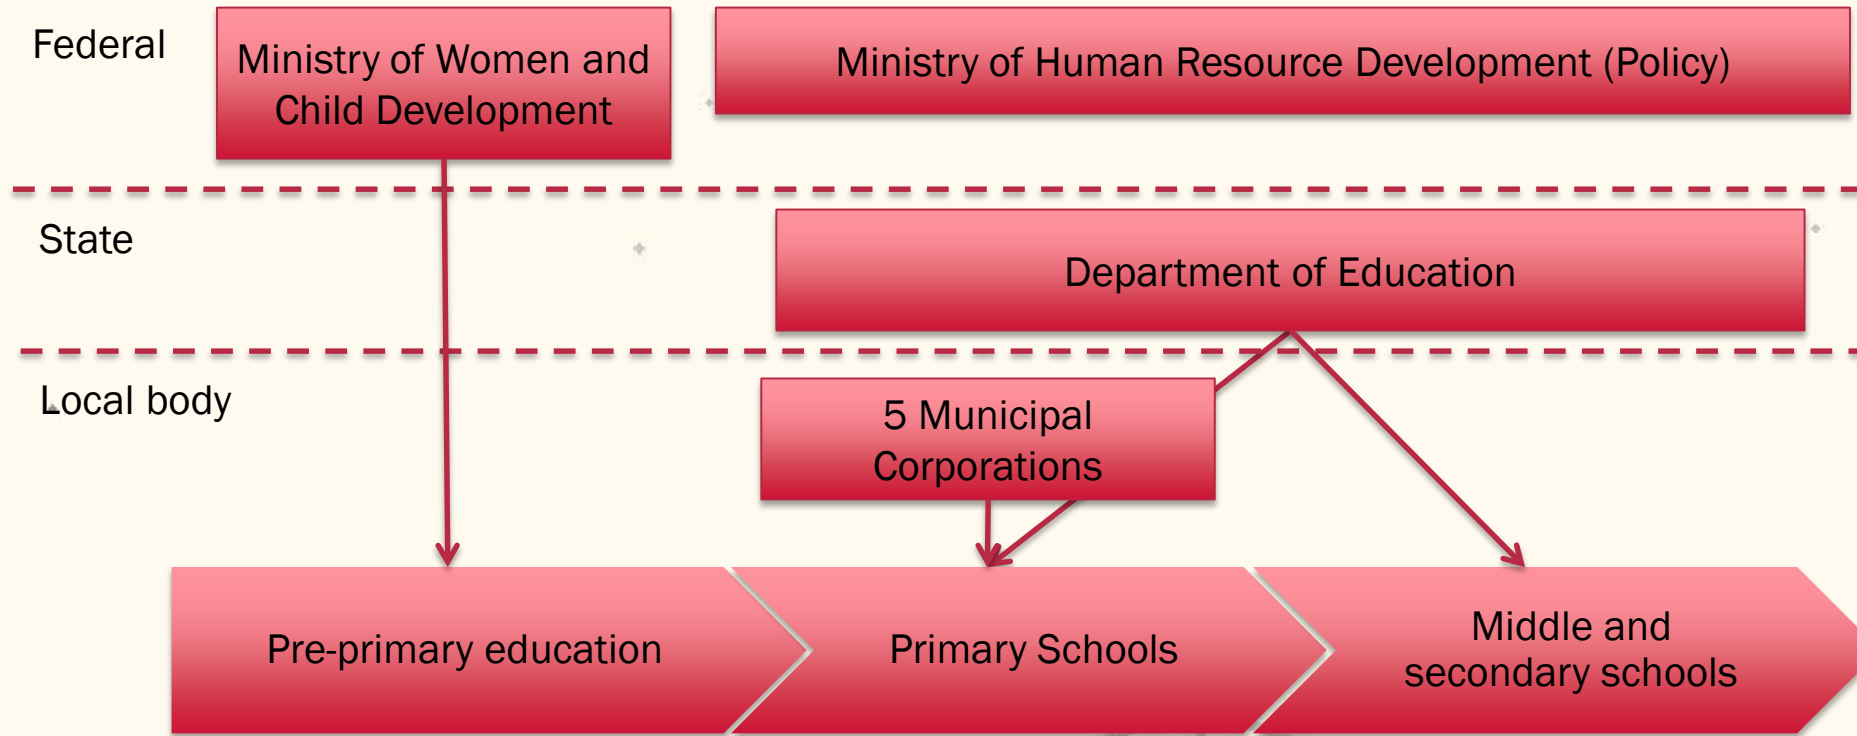 Federal
Ministry of Women and
Child Development
Ministry of Human Resource Development (Policy)
State
Department of Education
Local body
5 Municipal
Corporations
Pre-primary education
Primary Schools
Middle and
secondary schools